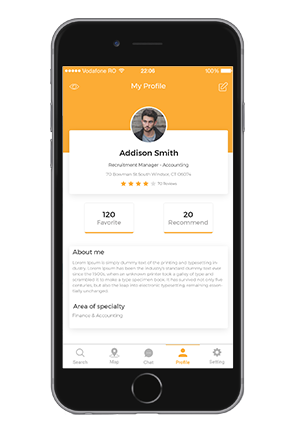 Vodafone RO 22:08 100%
My Profile
Addison Smith
Recruitment Manager - Accounting
70 Bowman St South Windsor, CT 06074
70 Reviews
120
Favorite
20
Recommend
About me
Lorem Ipsum is simply dummy text of the printing and typesetting in-
dustry. Lorem Ipsum has been the industry's standard dummy text ever
since the 1500s, when an unknown printer took a galley of type and
scrambled it to make a type specimen book. It has survived not only five
centuries, but also the leap into electronic typesetting, remaining essen-
tially unchanged.
Area of specialty
Finance & Accounting
Search Map Chat Profile Setting